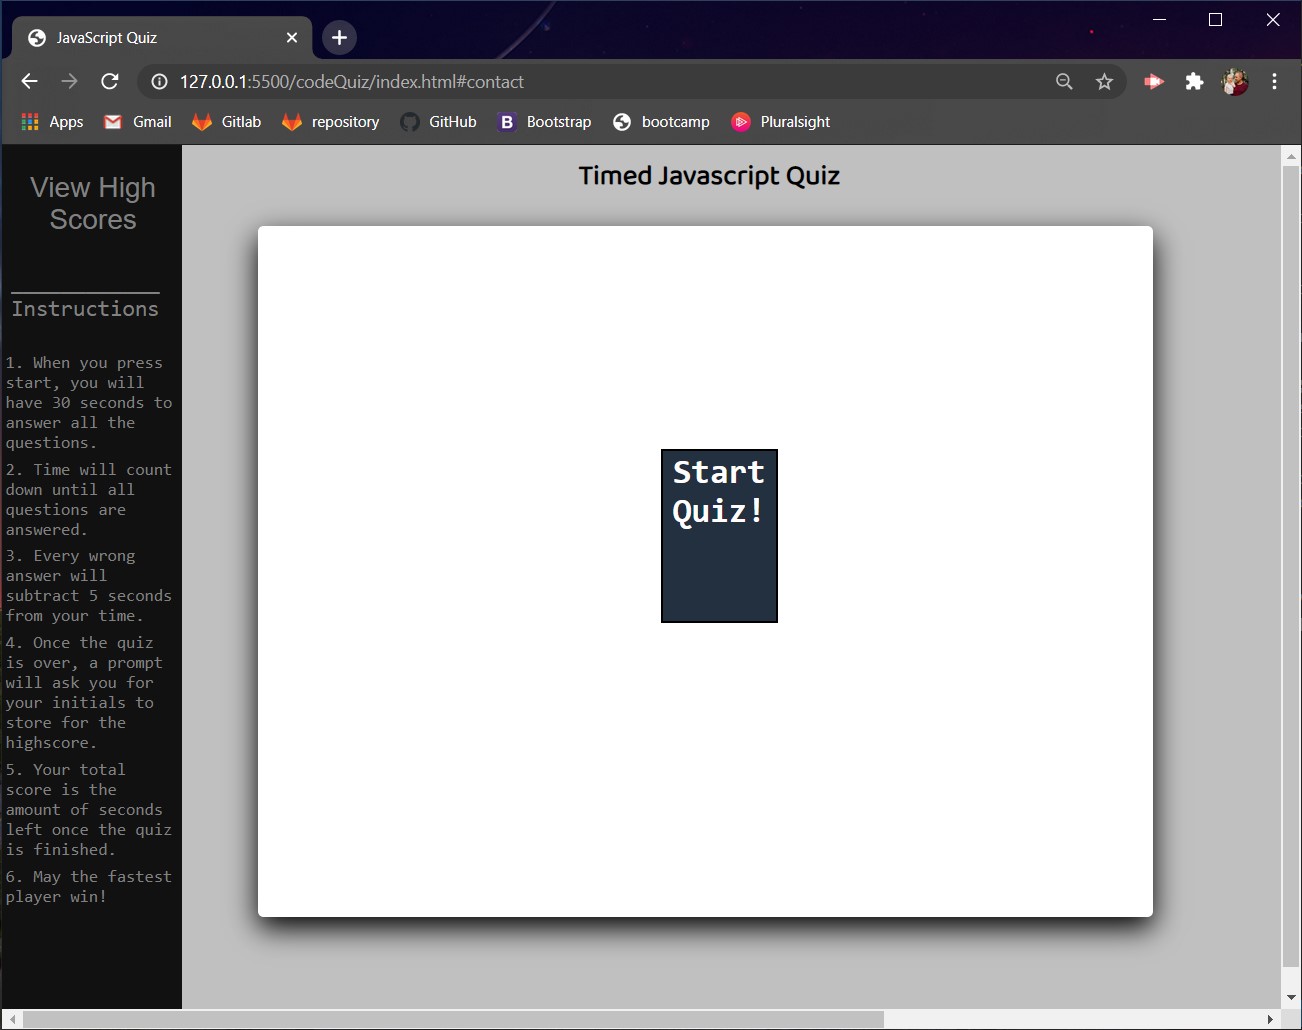 JavaScript Quiz
127.0.0.1:5500/codeQuiz/index.html#contact
Apps Gmail Gitlab repository GitHub B Bootstrap bootcamp Pluralsight
View High
Scores
Instructions
1. When you press
start, you will
have 30 seconds to
answer all the
questions.
2. Time will count
down until all
questions are
answered.
3. Every wrong
answer will
subtract 5 seconds
from your time.
4. Once the quiz
is over, a prompt
will ask you for
your initials to
store for the
highscore.
5. Your total
score is the
amount of seconds
left once the quiz
is finished.
6. May the fastest
player win!
Timed Javascript Quiz
Start
Quiz!